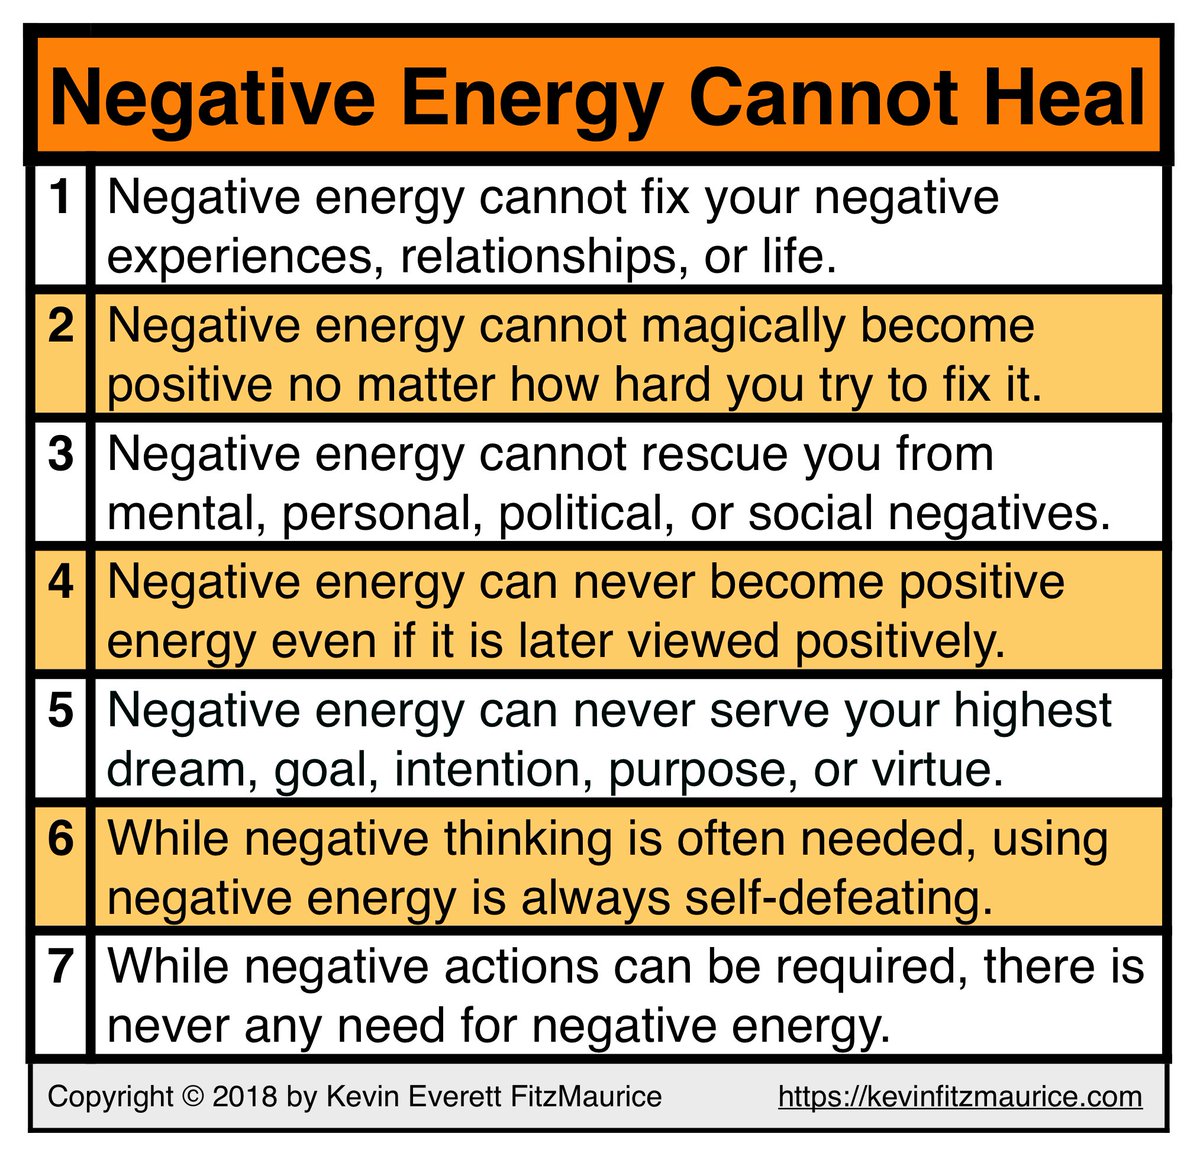 Negative Energy Cannot Heal
1 Negative energy cannot fix your negative
experiences, relationships, or life.
2 Negative energy cannot magically become
positive no matter how hard you try to fix it.
3 Negative energy cannot rescue you from
mental, personal, political, or social negatives.
4 Negative energy can never become positive
energy even if it is later viewed positively.
5 Negative energy can never serve your highest
dream, goal, intention, purpose, or virtue.
6 While negative thinking is often needed, using
negative energy is always self-defeating.
7 While negative actions can be required, there is
never any need for negative energy.
Copyright © 2018 by Kevin Everett FitzMaurice https://kevinfitzmaurice.com